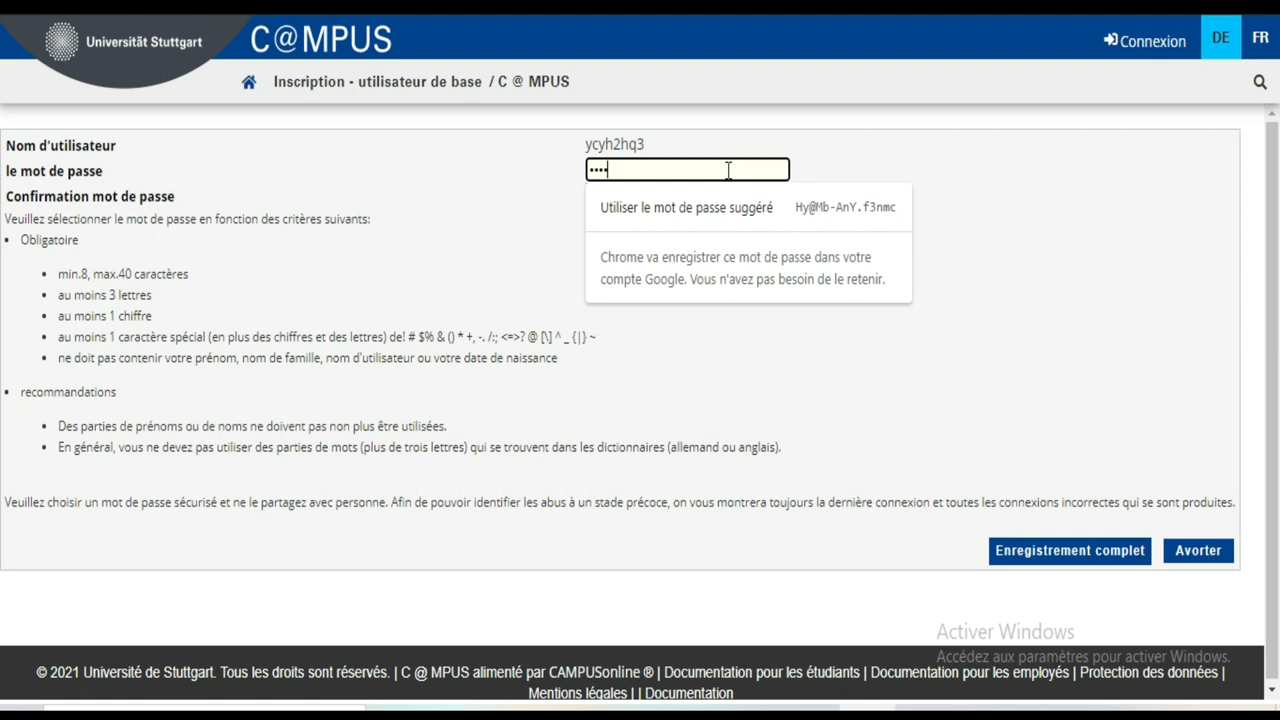 Universität Stuttgart
C@MPUS
Connexion
DE
FR
Inscription - utilisateur de base / C @ MPUS
Nom d'utilisateur
ycyh2hq3
le mot de passe
••••
Confirmation mot de passe
Utiliser le mot de passe suggéré Hy@Mb-AnY.f3nmc
Chrome va enregistrer ce mot de passe dans votre
compte Google. Vous n'avez pas besoin de le retenir.
Veuillez sélectionner le mot de passe en fonction des critères suivants:
• Obligatoire
• min.8, max.40 caractères
• au moins 3 lettres
• au moins 1 chiffre
• au moins 1 caractère spécial (en plus des chiffres et des lettres) de! # $% & () * +, -. /:; <=>? @ [\] ^ _ {|} ~
• ne doit pas contenir votre prénom, nom de famille, nom d'utilisateur ou votre date de naissance
• recommandations
• Des parties de prénoms ou de noms ne doivent pas non plus être utilisées.
• En général, vous ne devez pas utiliser des parties de mots (plus de trois lettres) qui se trouvent dans les dictionnaires (allemand ou anglais).
Veuillez choisir un mot de passe sécurisé et ne le partagez avec personne. Afin de pouvoir identifier les abus à un stade précoce, on vous montrera toujours la dernière connexion et toutes les connexions incorrectes qui se sont produites.
Enregistrement complet
Avorter
Activer Windows
Accédez aux paramètres pour activer Windows.
© 2021 Université de Stuttgart. Tous les droits sont réservés. | C @ MPUS alimenté par CAMPUSonline ® | Documentation pour les étudiants | Documentation pour les employés | Protection des données |
Mentions légales | | Documentation